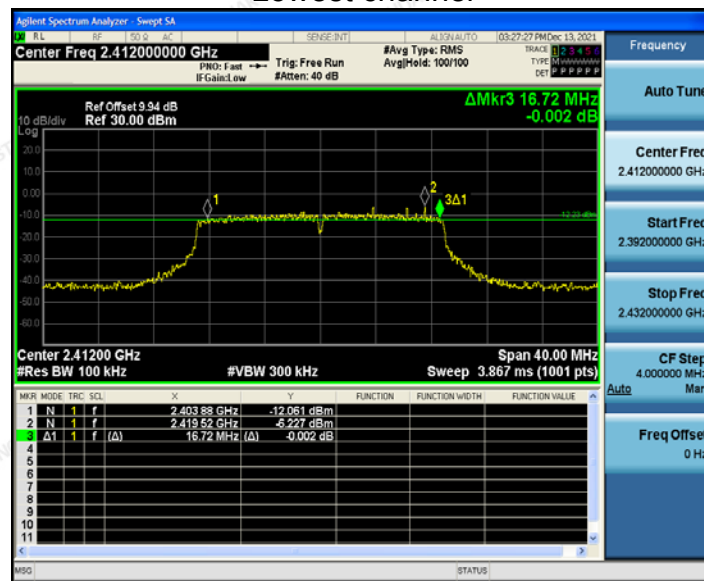 Lowest channel
Agilent Spectrum Analyzer - Swept SA
RL RF 50 Ω AC SENSE:INT ALIGNAUTO 03:27:27 PM Dec 13, 2021
Center Freq 2.412000000 GHz
PNO: Fast
IFGain:Low
Trig: Free Run
#Atten: 40 dB
#Avg Type: RMS
Avg|Hold: 100/100
TRACE 1 2 3 4 5 6
TYPE M
DET P P P P P P
Ref Offset 9.94 dB
Ref 30.00 dBm
ΔMkr3 16.72 MHz
-0.002 dB
10 dB/div
Log
20.0
10.0
0.00
-10.0
-20.0
-30.0
-40.0
-50.0
-60.0
1
2
3Δ1
-12.23 dBm
Center 2.41200 GHz Span 40.00 MHz
#Res BW 100 kHz #VBW 300 kHz Sweep 3.867 ms (1001 pts)
MKR MODE TRC SCL X Y FUNCTION FUNCTION WIDTH FUNCTION VALUE
1 N 1 f 2.403 88 GHz -12.061 dBm
2 N 1 f 2.419 52 GHz -6.227 dBm
3 Δ1 1 f (Δ) 16.72 MHz (Δ) -0.002 dB
4
5
6
7
8
9
10
11
MSG STATUS
Frequency
Auto Tune
Center Freq
2.412000000 GHz
Start Freq
2.392000000 GHz
Stop Freq
2.432000000 GHz
CF Step
4.000000 MHz
Auto Man
Freq Offset
0 Hz